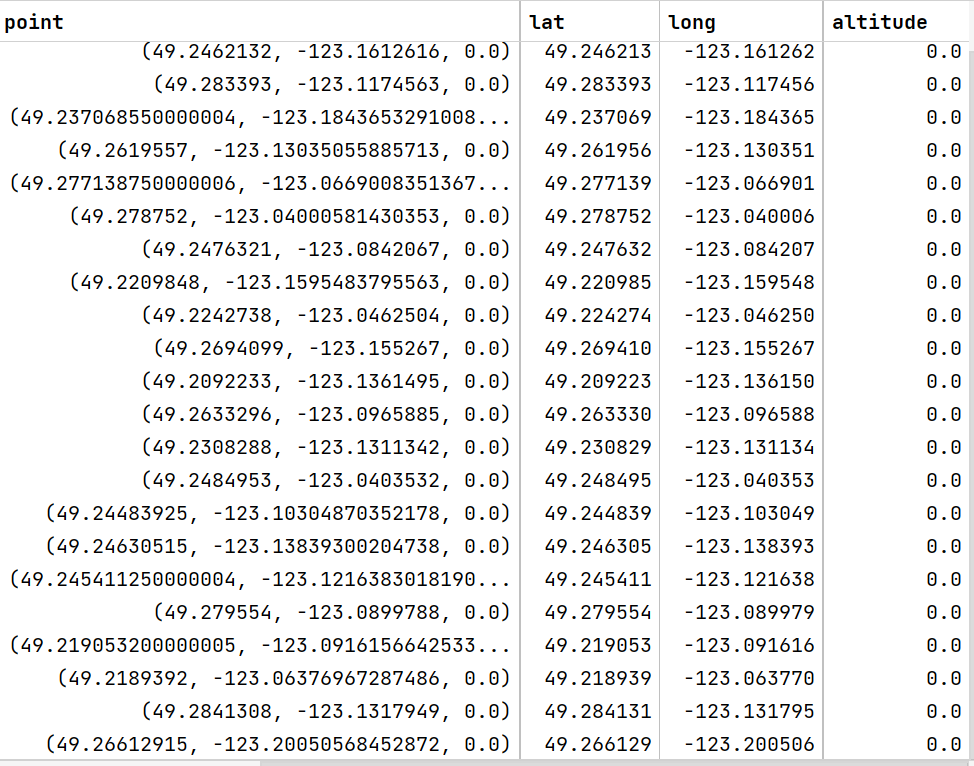 point lat long altitude
(49.2462132, -123.1612616, 0.0) 49.246213 -123.161262 0.0
(49.283393, -123.1174563, 0.0) 49.283393 -123.117456 0.0
(49.237068550000004, -123.1843653291008... 49.237069 -123.184365 0.0
(49.2619557, -123.13035055885713, 0.0) 49.261956 -123.130351 0.0
(49.277138750000006, -123.0669008351367... 49.277139 -123.066901 0.0
(49.278752, -123.04000581430353, 0.0) 49.278752 -123.040006 0.0
(49.2476321, -123.0842067, 0.0) 49.247632 -123.084207 0.0
(49.2209848, -123.1595483795563, 0.0) 49.220985 -123.159548 0.0
(49.2242738, -123.0462504, 0.0) 49.224274 -123.046250 0.0
(49.2694099, -123.155267, 0.0) 49.269410 -123.155267 0.0
(49.2092233, -123.1361495, 0.0) 49.209223 -123.136150 0.0
(49.2633296, -123.0965885, 0.0) 49.263330 -123.096588 0.0
(49.2308288, -123.1311342, 0.0) 49.230829 -123.131134 0.0
(49.2484953, -123.0403532, 0.0) 49.248495 -123.040353 0.0
(49.24483925, -123.10304870352178, 0.0) 49.244839 -123.103049 0.0
(49.24630515, -123.13839300204738, 0.0) 49.246305 -123.138393 0.0
(49.245411250000004, -123.1216383018190... 49.245411 -123.121638 0.0
(49.279554, -123.0899788, 0.0) 49.279554 -123.089979 0.0
(49.219053200000005, -123.0916156642533... 49.219053 -123.091616 0.0
(49.2189392, -123.06376967287486, 0.0) 49.218939 -123.063770 0.0
(49.2841308, -123.1317949, 0.0) 49.284131 -123.131795 0.0
(49.26612915, -123.20050568452872, 0.0) 49.266129 -123.200506 0.0